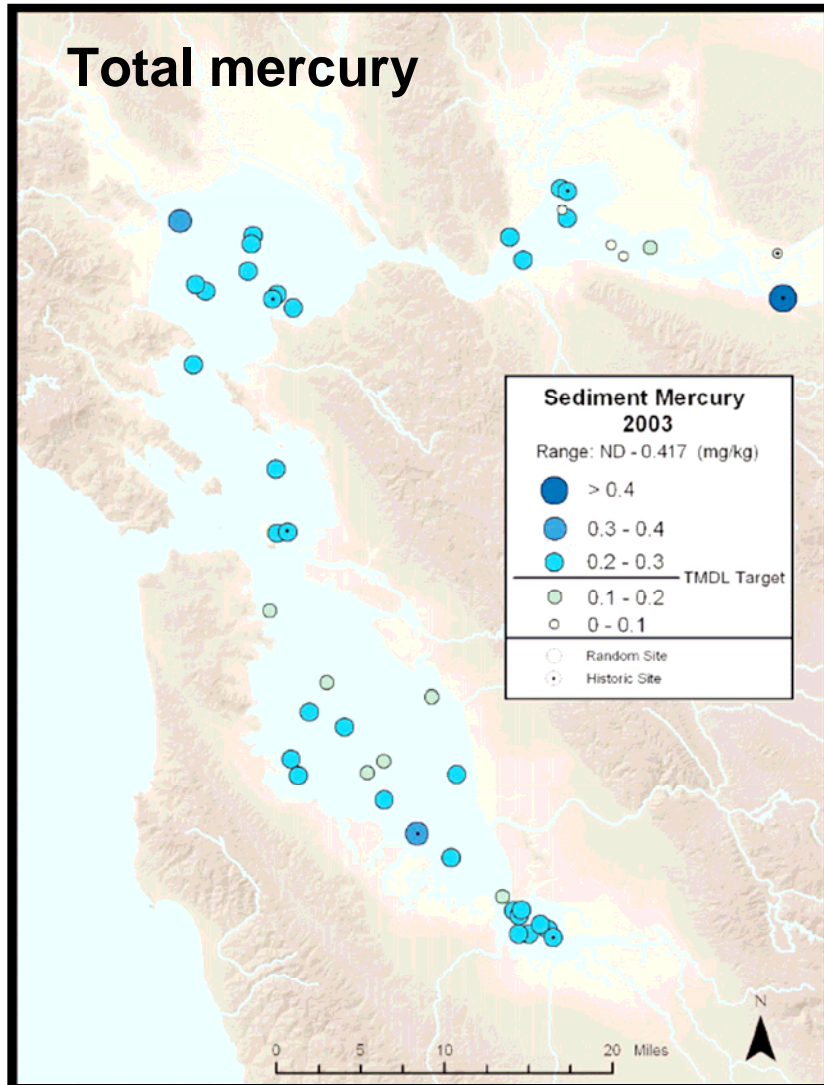 Total mercury
Sediment Mercury
2003
Range: ND - 0.417 (mg/kg)
> 0.4
0.3 - 0.4
0.2 - 0.3
TMDL Target
0.1 - 0.2
0 - 0.1
Random Site
Historic Site
N
0 5 10 20 Miles